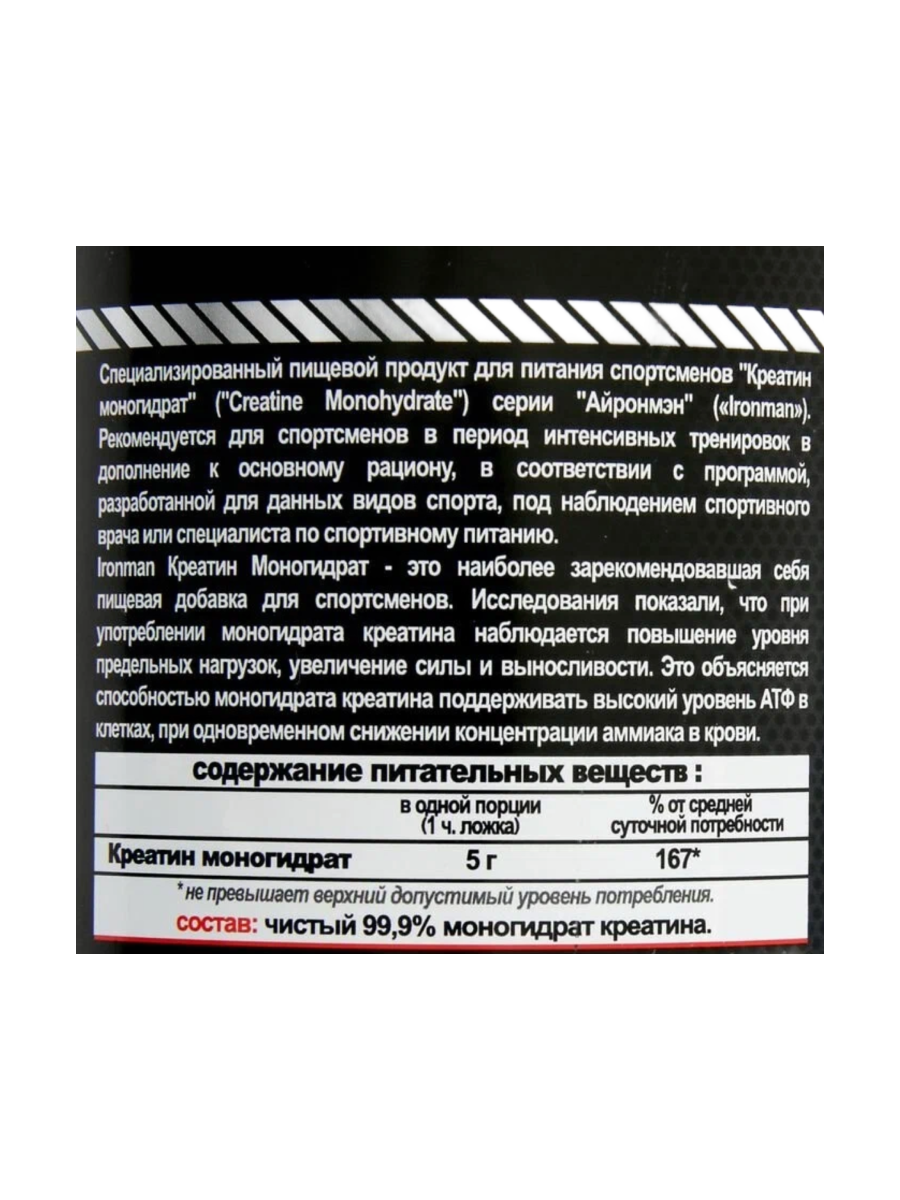 Специализированный пищевой продукт для питания спортсменов "Креатин
моногидрат" ("Creatine Monohydrate") серии "Айронмэн" («Ironman»).
Рекомендуется для спортсменов в период интенсивных тренировок в
дополнение к основному рациону, в соответствии с программой,
разработанной для данных видов спорта, под наблюдением спортивного
врача или специалиста по спортивному питанию.
Ironman Креатин Моногидрат - это наиболее зарекомендовавшая себя
пищевая добавка для спортсменов. Исследования показали, что при
употреблении моногидрата креатина наблюдается повышение уровня
предельных нагрузок, увеличение силы и выносливости. Это объясняется
способностью моногидрата креатина поддерживать высокий уровень АТФ в
клетках, при одновременном снижении концентрации аммиака в крови.
содержание питательных веществ :
в одной порции % от средней
(1 ч. ложка) суточной потребности
Креатин моногидрат 5 г 167*
*не превышает верхний допустимый уровень потребления.
состав: чистый 99,9% моногидрат креатина.